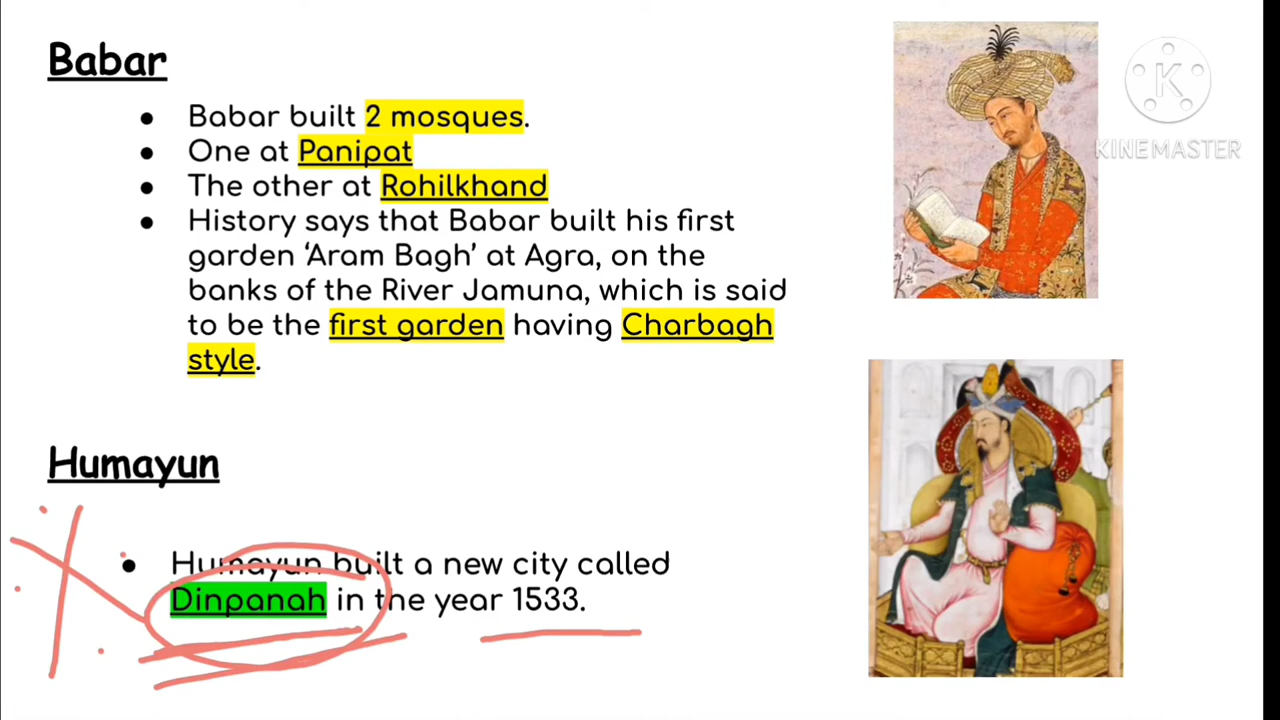 Babar
● Babar built 2 mosques.
● One at Panipat
● The other at Rohilkhand
● History says that Babar built his first
garden ‘Aram Bagh’ at Agra, on the
banks of the River Jamuna, which is said
to be the first garden having Charbagh
style.
K
KINEMASTER
Humayun
● Humayun built a new city called
Dinpanah in the year 1533.